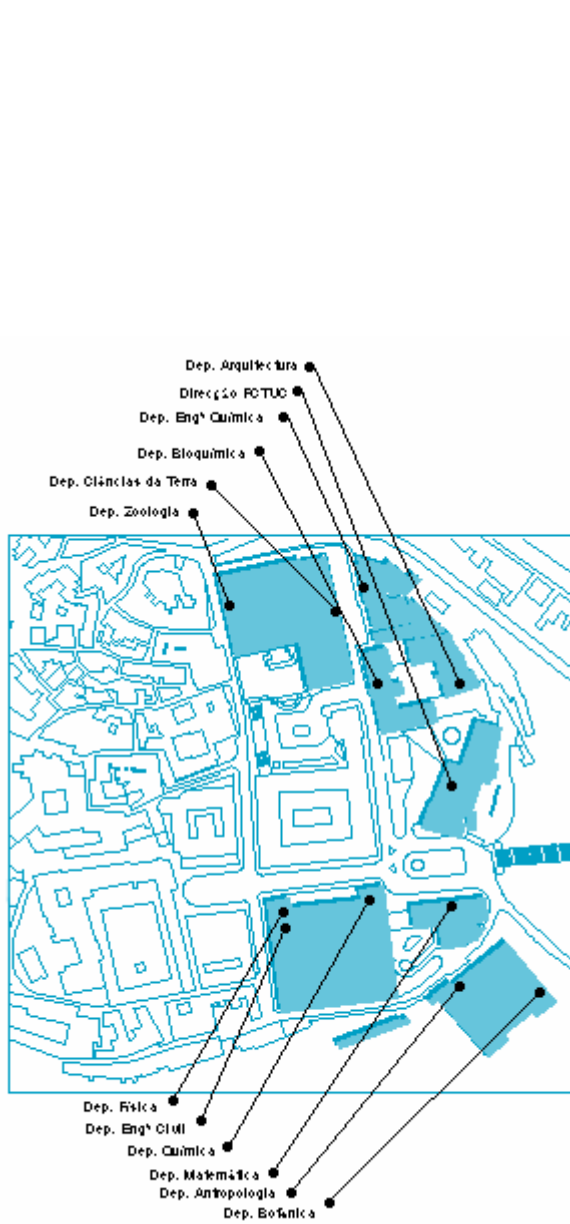 Dep. Arquitectura
Direcção FCTUC
Dep. Engª Química
Dep. Bioquímica
Dep. Ciências da Terra
Dep. Zoologia
Dep. Física
Dep. Engª Civil
Dep. Química
Dep. Matemática
Dep. Antropologia
Dep. Botânica